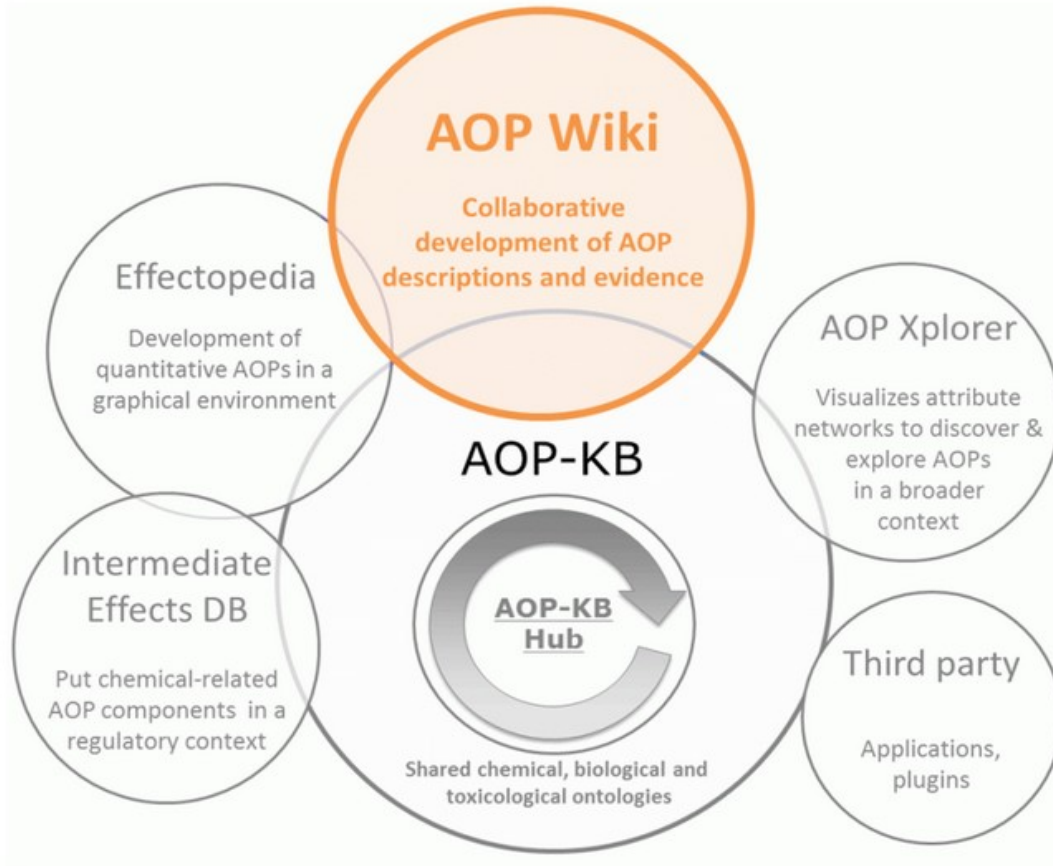 AOP Wiki
Collaborative
development of AOP
descriptions and evidence
Effectopedia
Development of
quantitative AOPs in a
graphical environment
AOP Xplorer
Visualizes attribute
networks to discover &
explore AOPs
in a broader
context
AOP-KB
AOP-KB
Hub
Shared chemical, biological and
toxicological ontologies
Intermediate
Effects DB
Put chemical-related
AOP components in a
regulatory context
Third party
Applications,
plugins